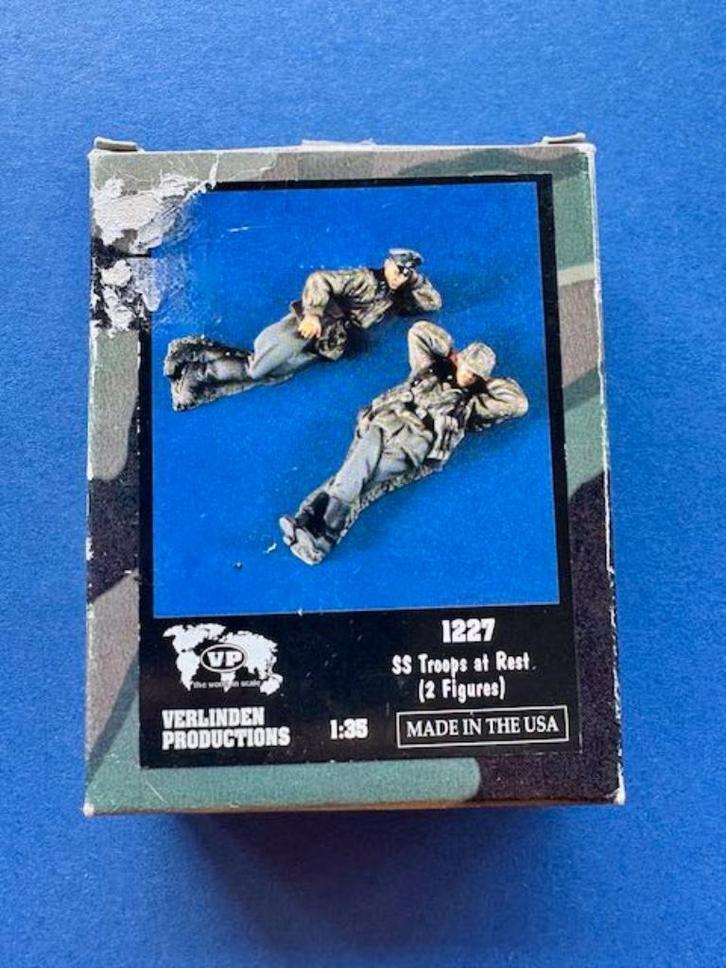 1227
SS Troops at Rest
(2 Figures)
VP
the world in scale
VERLINDEN
PRODUCTIONS
1:35
MADE IN THE USA